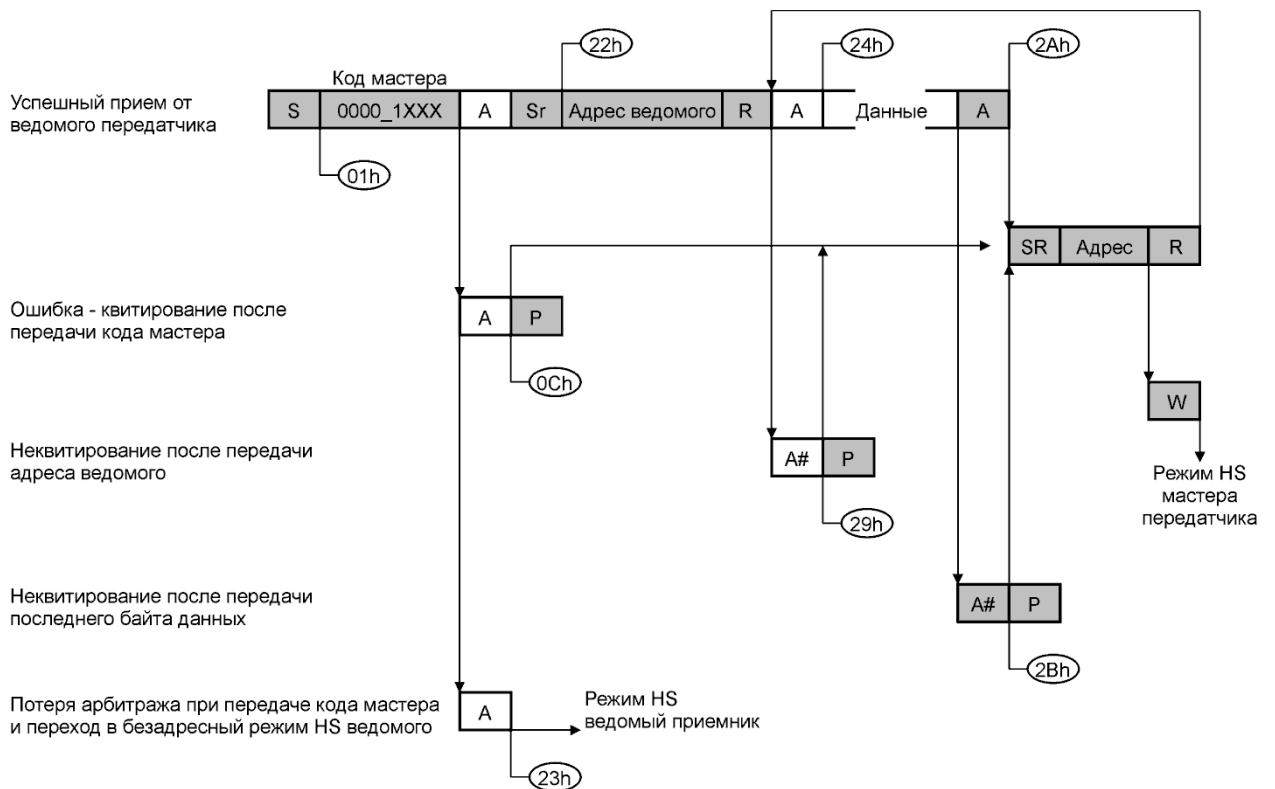 22h
24h
2Ah
Код мастера
Успешный прием от
ведомого передатчика
S 0000_1XXX A Sr Адрес ведомого R A Данные A
01h
SR Адрес R
Ошибка - квитирование после
передачи кода мастера
A P
0Ch
W
Неквитирование после передачи
адреса ведомого
A# P
Режим HS
мастера
передатчика
29h
Неквитирование после передачи
последнего байта данных
A# P
2Bh
Потеря арбитража при передаче кода мастера
и переход в безадресный режим HS ведомого
A
Режим HS
ведомый приемник
23h